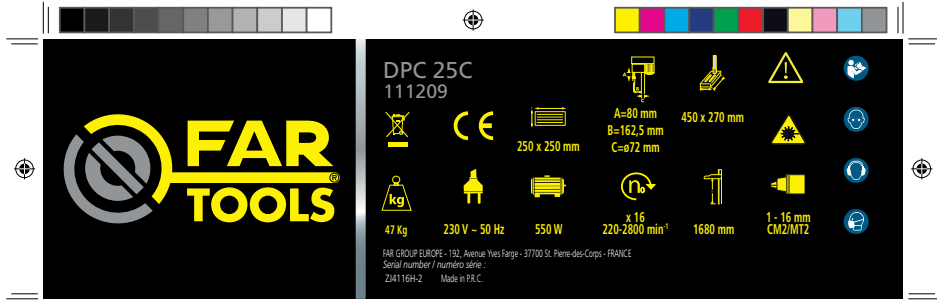 FAR
®
TOOLS
DPC 25C
111209
CE
250 x 250 mm
A
B
C
A=80 mm
B=162,5 mm
C=ø72 mm
450 x 270 mm
kg
47 Kg
230 V ~ 50 Hz
550 W
n₀
x 16
220-2800 min⁻¹
1680 mm
1 - 16 mm
CM2/MT2
FAR GROUP EUROPE - 192, Avenue Yves Farge - 37700 St. Pierre-des-Corps - FRANCE
Serial number / numéro série :
ZJ4116H-2 Made in P.R.C.